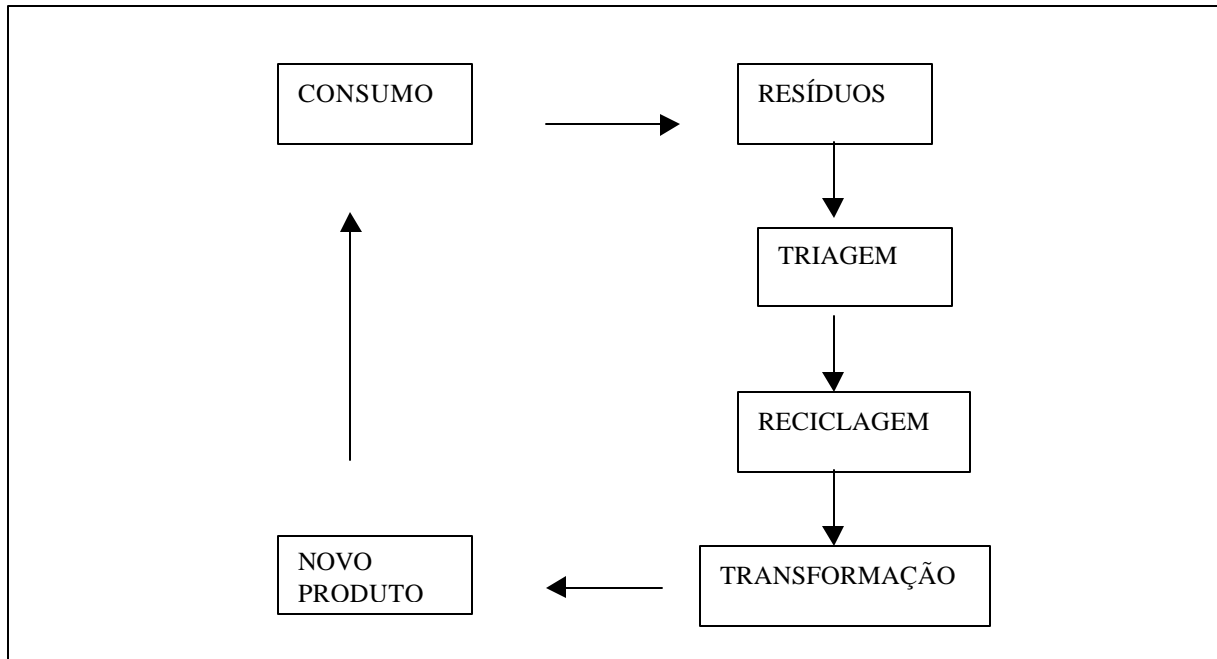 CONSUMO
RESÍDUOS
TRIAGEM
RECICLAGEM
TRANSFORMAÇÃO
NOVO
PRODUTO